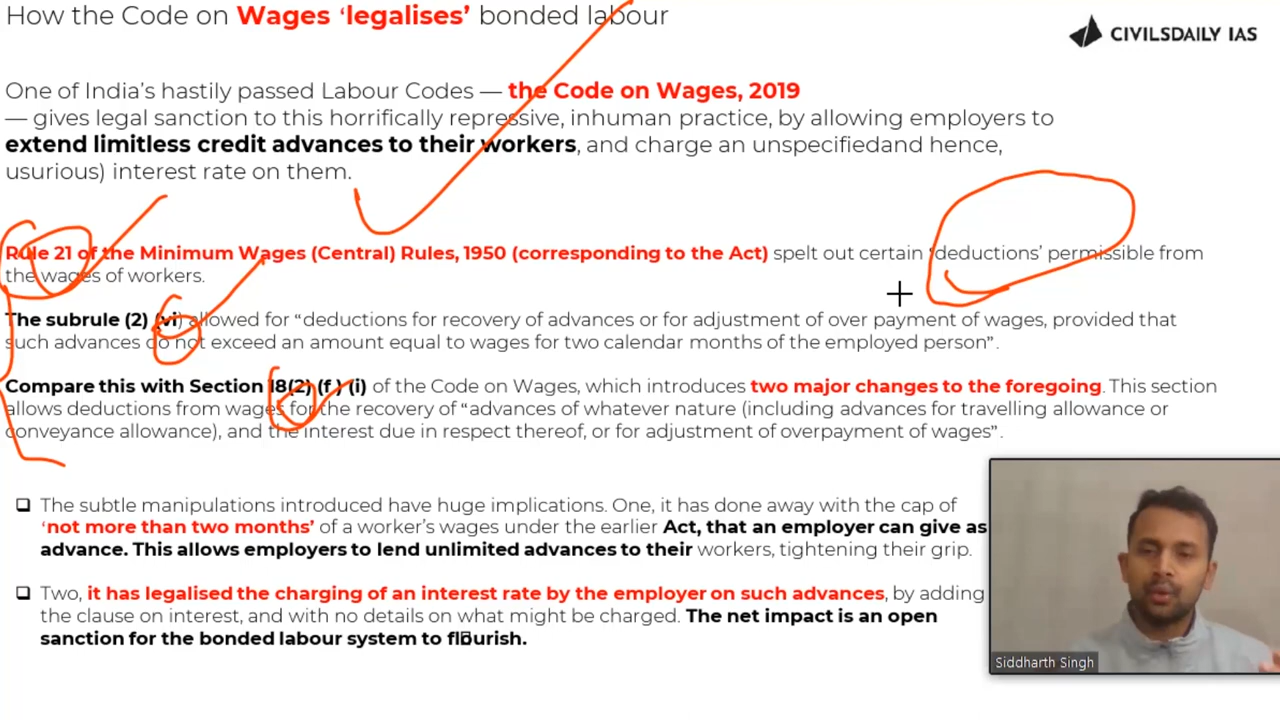 How the Code on Wages ‘legalises’ bonded labour
CIVILSDAILY IAS
One of India’s hastily passed Labour Codes — the Code on Wages, 2019
— gives legal sanction to this horrifically repressive, inhuman practice, by allowing employers to
extend limitless credit advances to their workers, and charge an unspecifiedand hence,
usurious) interest rate on them.
Rule 21 of the Minimum Wages (Central) Rules, 1950 (corresponding to the Act) spelt out certain ‘deductions’ permissible from
the wages of workers.
The subrule (2) (vi) allowed for “deductions for recovery of advances or for adjustment of over payment of wages, provided that
such advances do not exceed an amount equal to wages for two calendar months of the employed person”.
Compare this with Section 18(2) (f ) (i) of the Code on Wages, which introduces two major changes to the foregoing. This section
allows deductions from wages for the recovery of “advances of whatever nature (including advances for travelling allowance or
conveyance allowance), and the interest due in respect thereof, or for adjustment of overpayment of wages”.
The subtle manipulations introduced have huge implications. One, it has done away with the cap of
‘not more than two months’ of a worker’s wages under the earlier Act, that an employer can give as
advance. This allows employers to lend unlimited advances to their workers, tightening their grip.
Two, it has legalised the charging of an interest rate by the employer on such advances, by adding
the clause on interest, and with no details on what might be charged. The net impact is an open
sanction for the bonded labour system to flourish.
Siddharth Singh